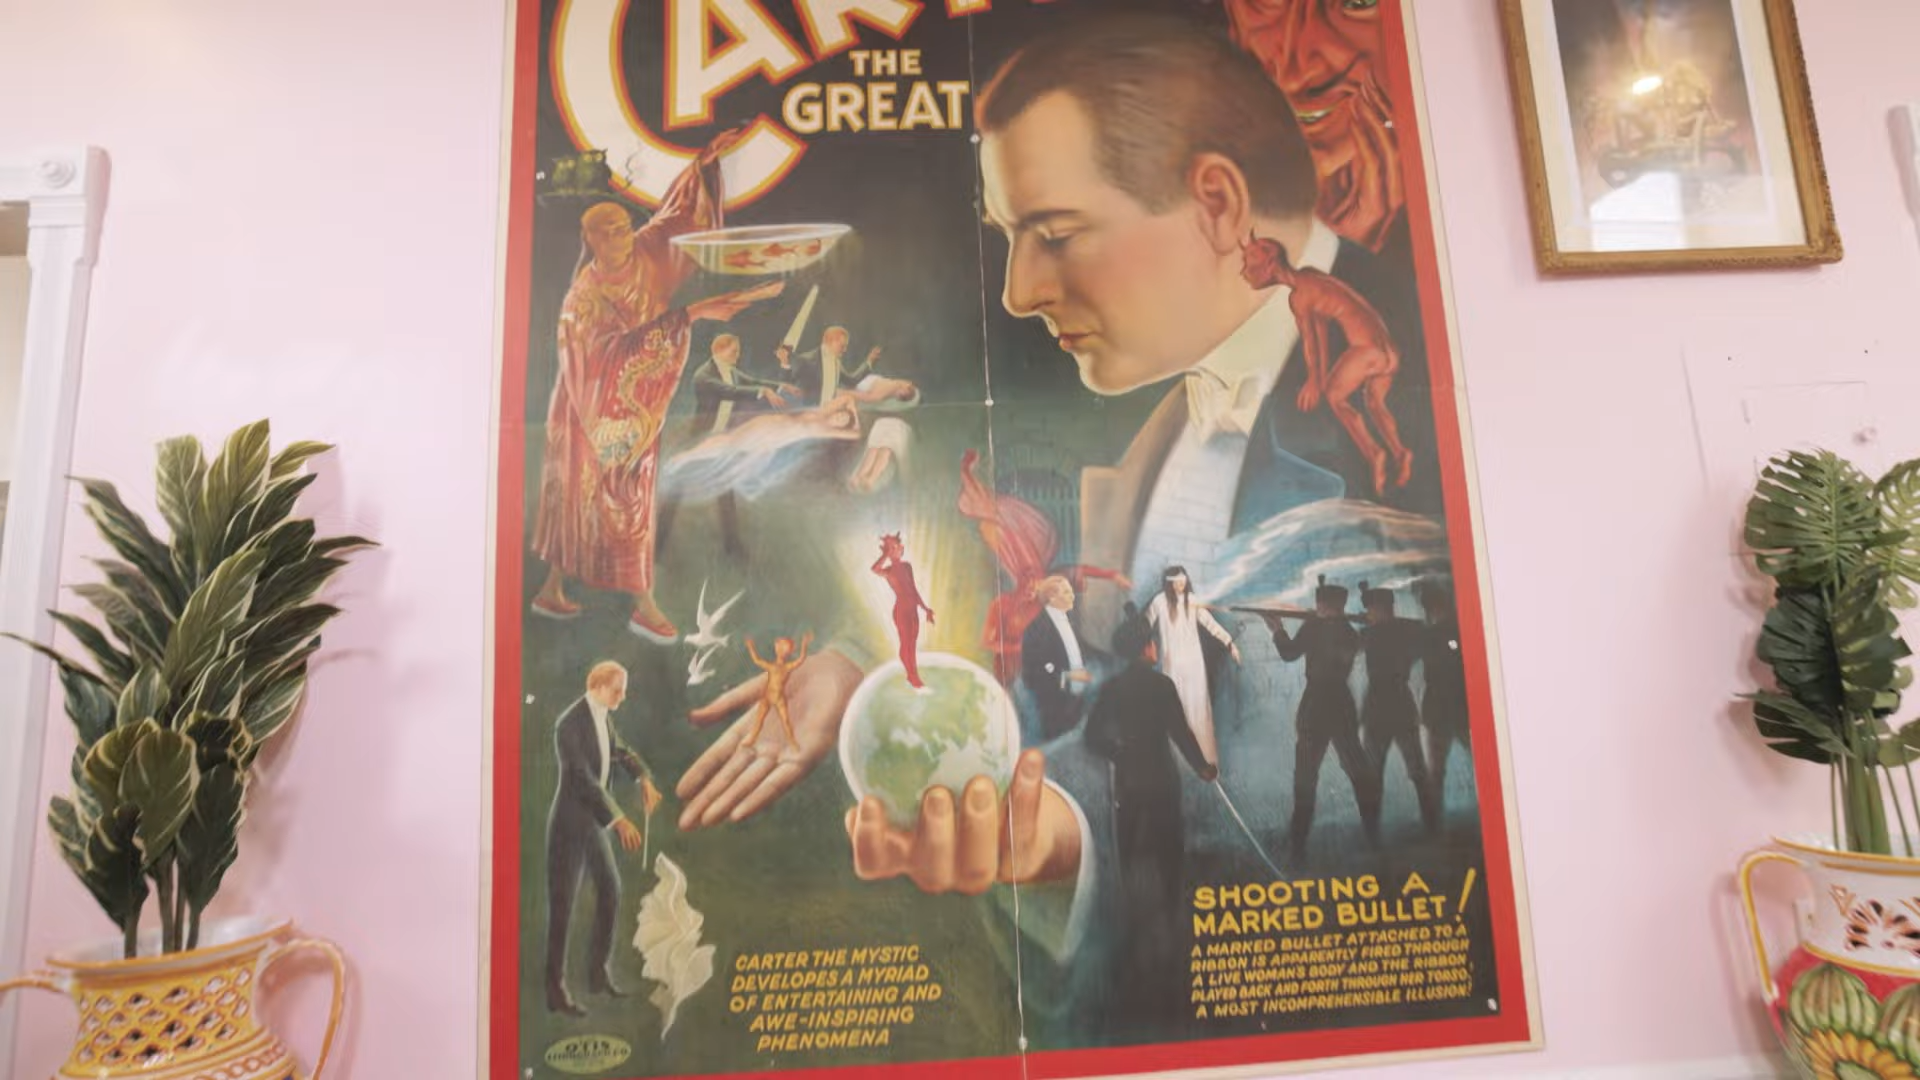 CAR
THE
GREAT
SHOOTING A
MARKED BULLET!
A MARKED BULLET ATTACHED TO A
RIBBON IS APPARENTLY FIRED THROUGH
A LIVE WOMAN'S BODY AND THE RIBBON
PLAYED BACK AND FORTH THROUGH HER TORSO.
A MOST INCOMPREHENSIBLE ILLUSION!
CARTER THE MYSTIC
DEVELOPES A MYRIAD
OF ENTERTAINING AND
AWE-INSPIRING
PHENOMENA
OTIS